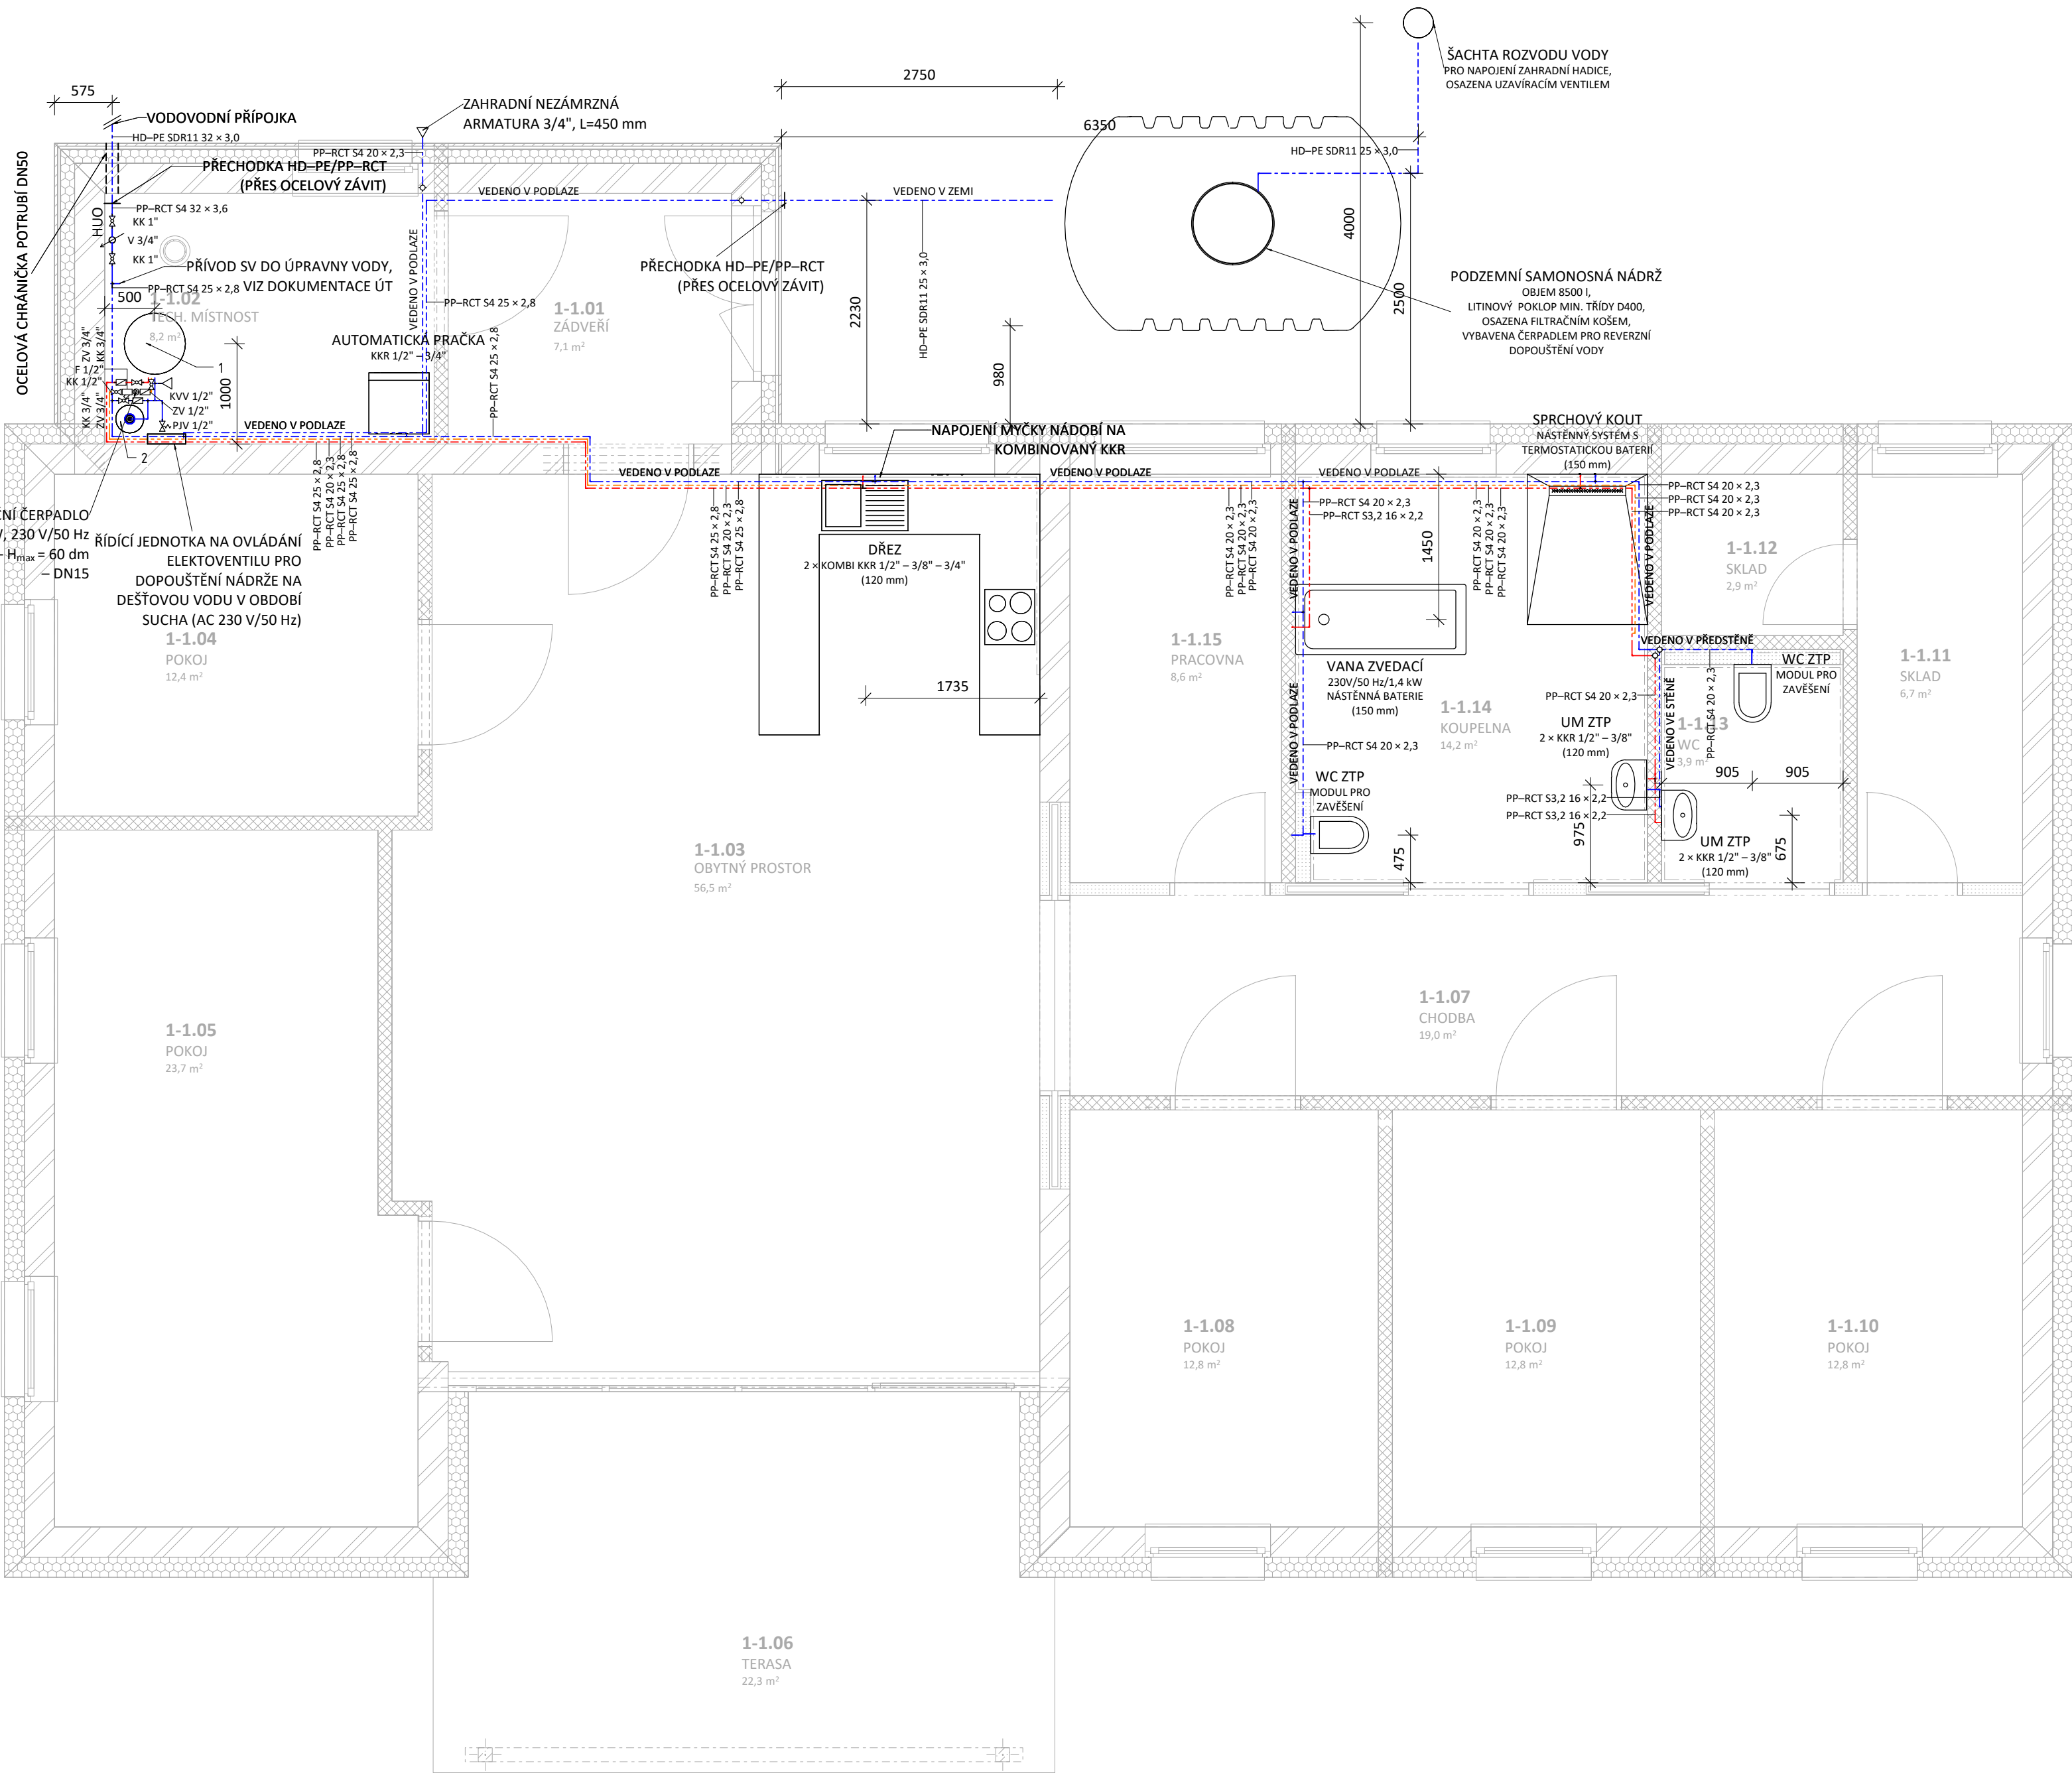 ŠACHTA ROZVODU VODY
PRO NAPOJENÍ ZAHRADNÍ HADICE,
OSAZENA UZAVÍRACÍM VENTILEM
2750
575
VODOVODNÍ PŘÍPOJKA
HD–PE SDR11 32 × 3,0
ZAHRADNÍ NEZÁMRZNÁ
ARMATURA 3/4", L=450 mm
6350
PP–RCT S4 20 × 2,3
HD–PE SDR11 25 × 3,0
PŘECHODKA HD–PE/PP–RCT
(PŘES OCELOVÝ ZÁVIT)
OCELOVÁ CHRÁNIČKA POTRUBÍ DN50
VEDENO V PODLAZE
VEDENO V ZEMI
PP–RCT S4 32 × 3,6
HUO
KK 1"
V 3/4"
KK 1"
4000
PŘÍVOD SV DO ÚPRAVNY VODY,
VIZ DOKUMENTACE ÚT
PP–RCT S4 25 × 2,8
VEDENO V PODLAZE
PŘECHODKA HD–PE/PP–RCT
(PŘES OCELOVÝ ZÁVIT)
HD–PE SDR11 25 × 3,0
2230
2500
980
PODZEMNÍ SAMONOSNÁ NÁDRŽ
OBJEM 8500 l,
LITINOVÝ POKLOP MIN. TŘÍDY D400,
OSAZENA FILTRAČNÍM KOŠEM,
VYBAVENA ČERPADLEM PRO REVERZNÍ
DOPOUŠTĚNÍ VODY
500
1-1.02
TECH. MÍSTNOST
8,2 m²
PP–RCT S4 25 × 2,8
1-1.01
ZÁDVEŘÍ
7,1 m²
PP–RCT S4 25 × 2,8
AUTOMATICKÁ PRAČKA
KKR 1/2" – 3/4"
ZV 3/4"
KK 3/4"
F 1/2"
KK 1/2"
KK 3/4"
ZV 3/4"
1
1000
KVV 1/2"
ZV 1/2"
PJV 1/2"
2
VEDENO V PODLAZE
NAPOJENÍ MYČKY NÁDOBÍ NA
KOMBINOVANÝ KKR
SPRCHOVÝ KOUT
NÁSTĚNNÝ SYSTÉM S
TERMOSTATICKOU BATERIÍ
(150 mm)
PP–RCT S4 25 × 2,8
PP–RCT S4 20 × 2,3
PP–RCT S4 25 × 2,8
PP–RCT S4 25 × 2,8
VEDENO V PODLAZE
VEDENO V PODLAZE
VEDENO V PODLAZE
PP–RCT S4 20 × 2,3
PP–RCT S4 20 × 2,3
PP–RCT S4 20 × 2,3
ČNÍ ČERPADLO
, 230 V/50 Hz
– Hmax = 60 dm
– DN15
ŘÍDÍCÍ JEDNOTKA NA OVLÁDÁNÍ
ELEKTOVENTILU PRO
DOPOUŠTĚNÍ NÁDRŽE NA
DEŠŤOVOU VODU V OBDOBÍ
SUCHA (AC 230 V/50 Hz)
PP–RCT S4 25 × 2,8
PP–RCT S4 20 × 2,3
PP–RCT S4 25 × 2,8
DŘEZ
2 × KOMBI KKR 1/2" – 3/8" – 3/4"
(120 mm)
PP–RCT S4 20 × 2,3
PP–RCT S4 20 × 2,3
PP–RCT S4 20 × 2,3
VEDENO V PODLAZE
PP–RCT S4 20 × 2,3
PP–RCT S3,2 16 × 2,2
1450
PP–RCT S4 20 × 2,3
PP–RCT S4 20 × 2,3
PP–RCT S4 20 × 2,3
VEDENO V PODLAZE
1-1.12
SKLAD
2,9 m²
1-1.04
POKOJ
12,4 m²
1735
1-1.15
PRACOVNA
8,6 m²
VANA ZVEDACÍ
230V/50 Hz/1,4 kW
NÁSTĚNNÁ BATERIE
(150 mm)
VEDENO V PODLAZE
VEDENO V PŘEDSTĚNĚ
WC ZTP
MODUL PRO
ZAVĚŠENÍ
1-1.11
SKLAD
6,7 m²
PP–RCT S4 20 × 2,3
1-1.14
KOUPELNA
14,2 m²
UM ZTP
2 × KKR 1/2" – 3/8"
(120 mm)
VEDENO VE STĚNĚ
PP–RCT S4 20 × 2,3
1-1.13
WC
3,9 m²
PP–RCT S4 20 × 2,3
WC ZTP
MODUL PRO
ZAVĚŠENÍ
905
905
PP–RCT S3,2 16 × 2,2
PP–RCT S3,2 16 × 2,2
475
975
UM ZTP
2 × KKR 1/2" – 3/8"
(120 mm)
675
1-1.03
OBYTNÝ PROSTOR
56,5 m²
1-1.07
CHODBA
19,0 m²
1-1.05
POKOJ
23,7 m²
1-1.08
POKOJ
12,8 m²
1-1.09
POKOJ
12,8 m²
1-1.10
POKOJ
12,8 m²
1-1.06
TERASA
22,3 m²